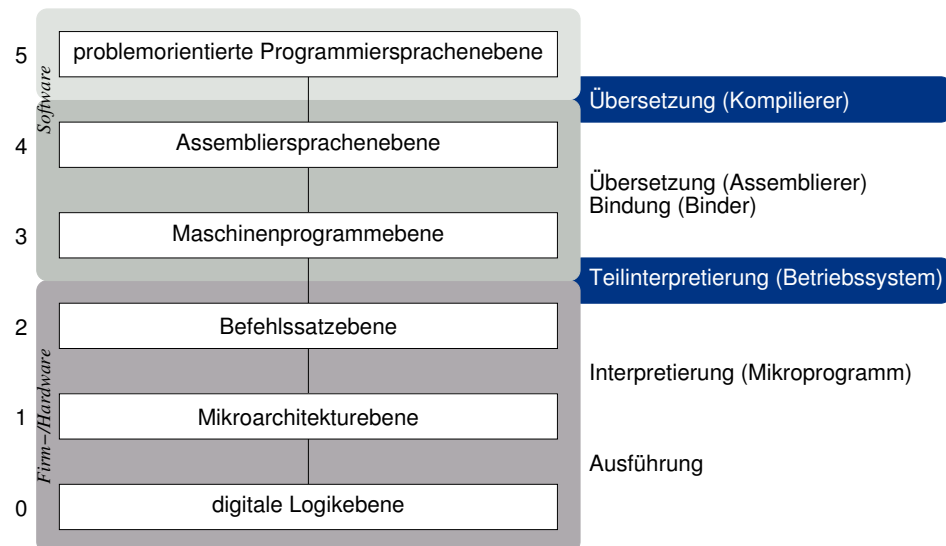 5
problemorientierte Programmiersprachenebene
Übersetzung (Kompilierer)
Software
4
Assembliersprachenebene
Übersetzung (Assemblierer)
Bindung (Binder)
3
Maschinenprogrammebene
Teilinterpretierung (Betriebssystem)
2
Befehlssatzebene
Interpretierung (Mikroprogramm)
Firm-/Hardware
1
Mikroarchitekturebene
Ausführung
0
digitale Logikebene